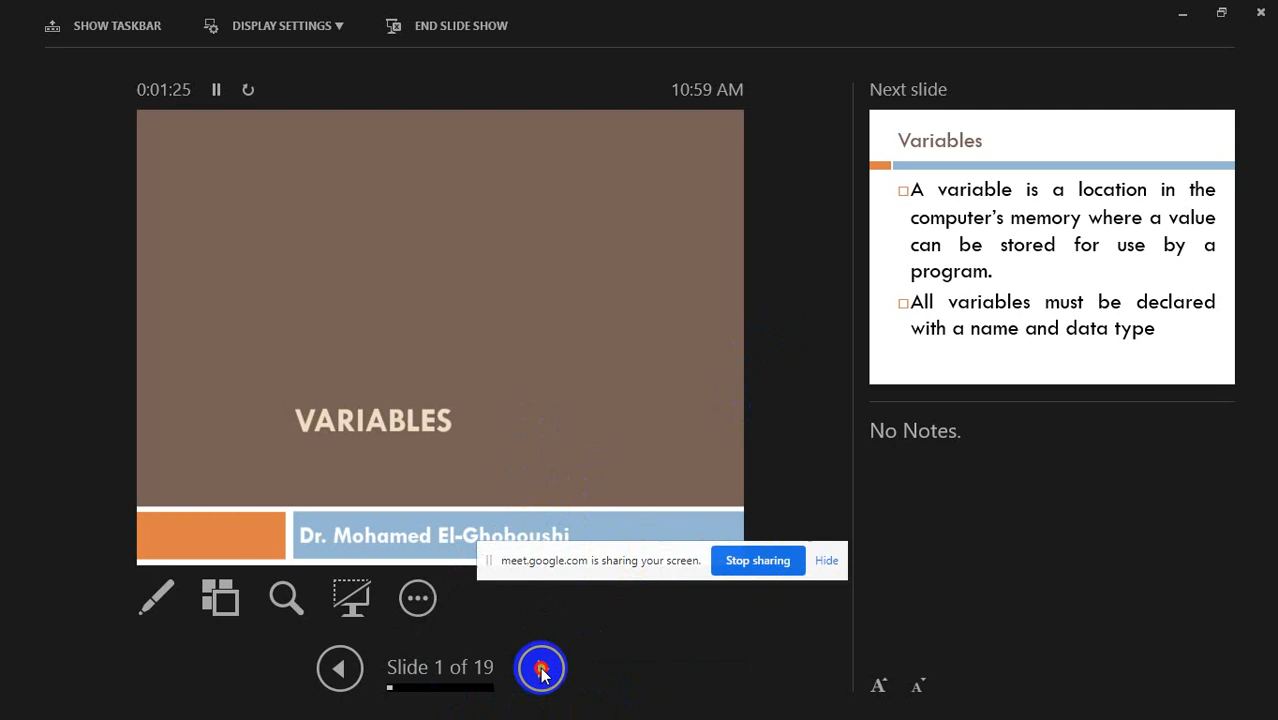 SHOW TASKBAR
DISPLAY SETTINGS ▼
END SLIDE SHOW
0:01:25
10:59 AM
VARIABLES
Dr. Mohamed El-Ghoboushi
meet.google.com is sharing your screen.
Stop sharing
Hide
Slide 1 of 19
Next slide
Variables
A variable is a location in the
computer's memory where a value
can be stored for use by a
program.
All variables must be declared
with a name and data type
No Notes.
A
A